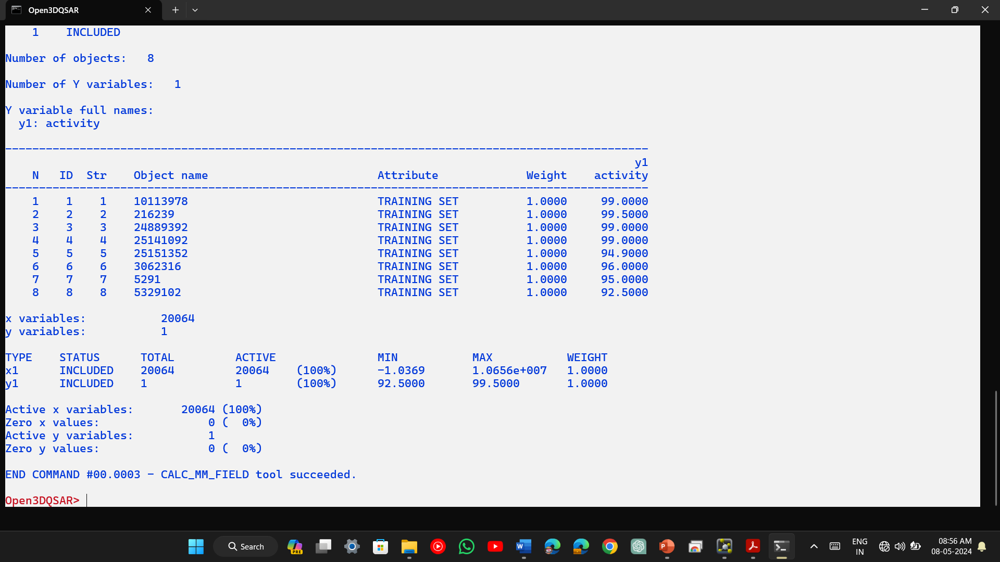 Open3DQSAR
1 INCLUDED
Number of objects: 8
Number of Y variables: 1
Y variable full names:
y1: activity
-----------------------------------------------------------------------------------------------
y1
N ID Str Object name Attribute Weight activity
-----------------------------------------------------------------------------------------------
1 1 1 10113978 TRAINING SET 1.0000 99.0000
2 2 2 216239 TRAINING SET 1.0000 99.5000
3 3 3 24889392 TRAINING SET 1.0000 99.0000
4 4 4 25141092 TRAINING SET 1.0000 99.0000
5 5 5 25151352 TRAINING SET 1.0000 94.9000
6 6 6 3062316 TRAINING SET 1.0000 96.0000
7 7 7 5291 TRAINING SET 1.0000 95.0000
8 8 8 5329102 TRAINING SET 1.0000 92.5000
x variables: 20064
y variables: 1
TYPE STATUS TOTAL ACTIVE MIN MAX WEIGHT
x1 INCLUDED 20064 20064 (100%) -1.0369 1.0656e+007 1.0000
y1 INCLUDED 1 1 (100%) 92.5000 99.5000 1.0000
Active x variables: 20064 (100%)
Zero x values: 0 ( 0%)
Active y variables: 1
Zero y values: 0 ( 0%)
END COMMAND #00.0003 - CALC_MM_FIELD tool succeeded.
Open3DQSAR>
Search
PRE
W
P
ENG
IN
08:56 AM
08-05-2024